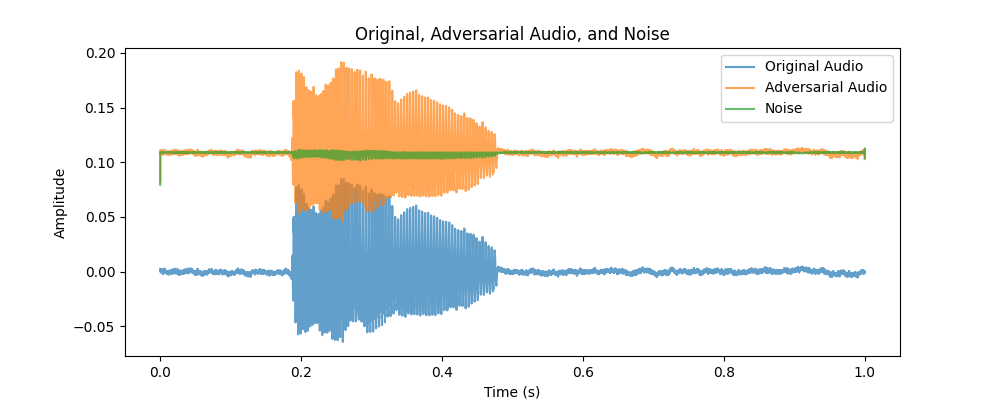 Original, Adversarial Audio, and Noise
Original Audio
Adversarial Audio
Noise
0.20
0.15
0.10
0.05
0.00
−0.05
Amplitude
0.0 0.2 0.4 0.6 0.8 1.0
Time (s)